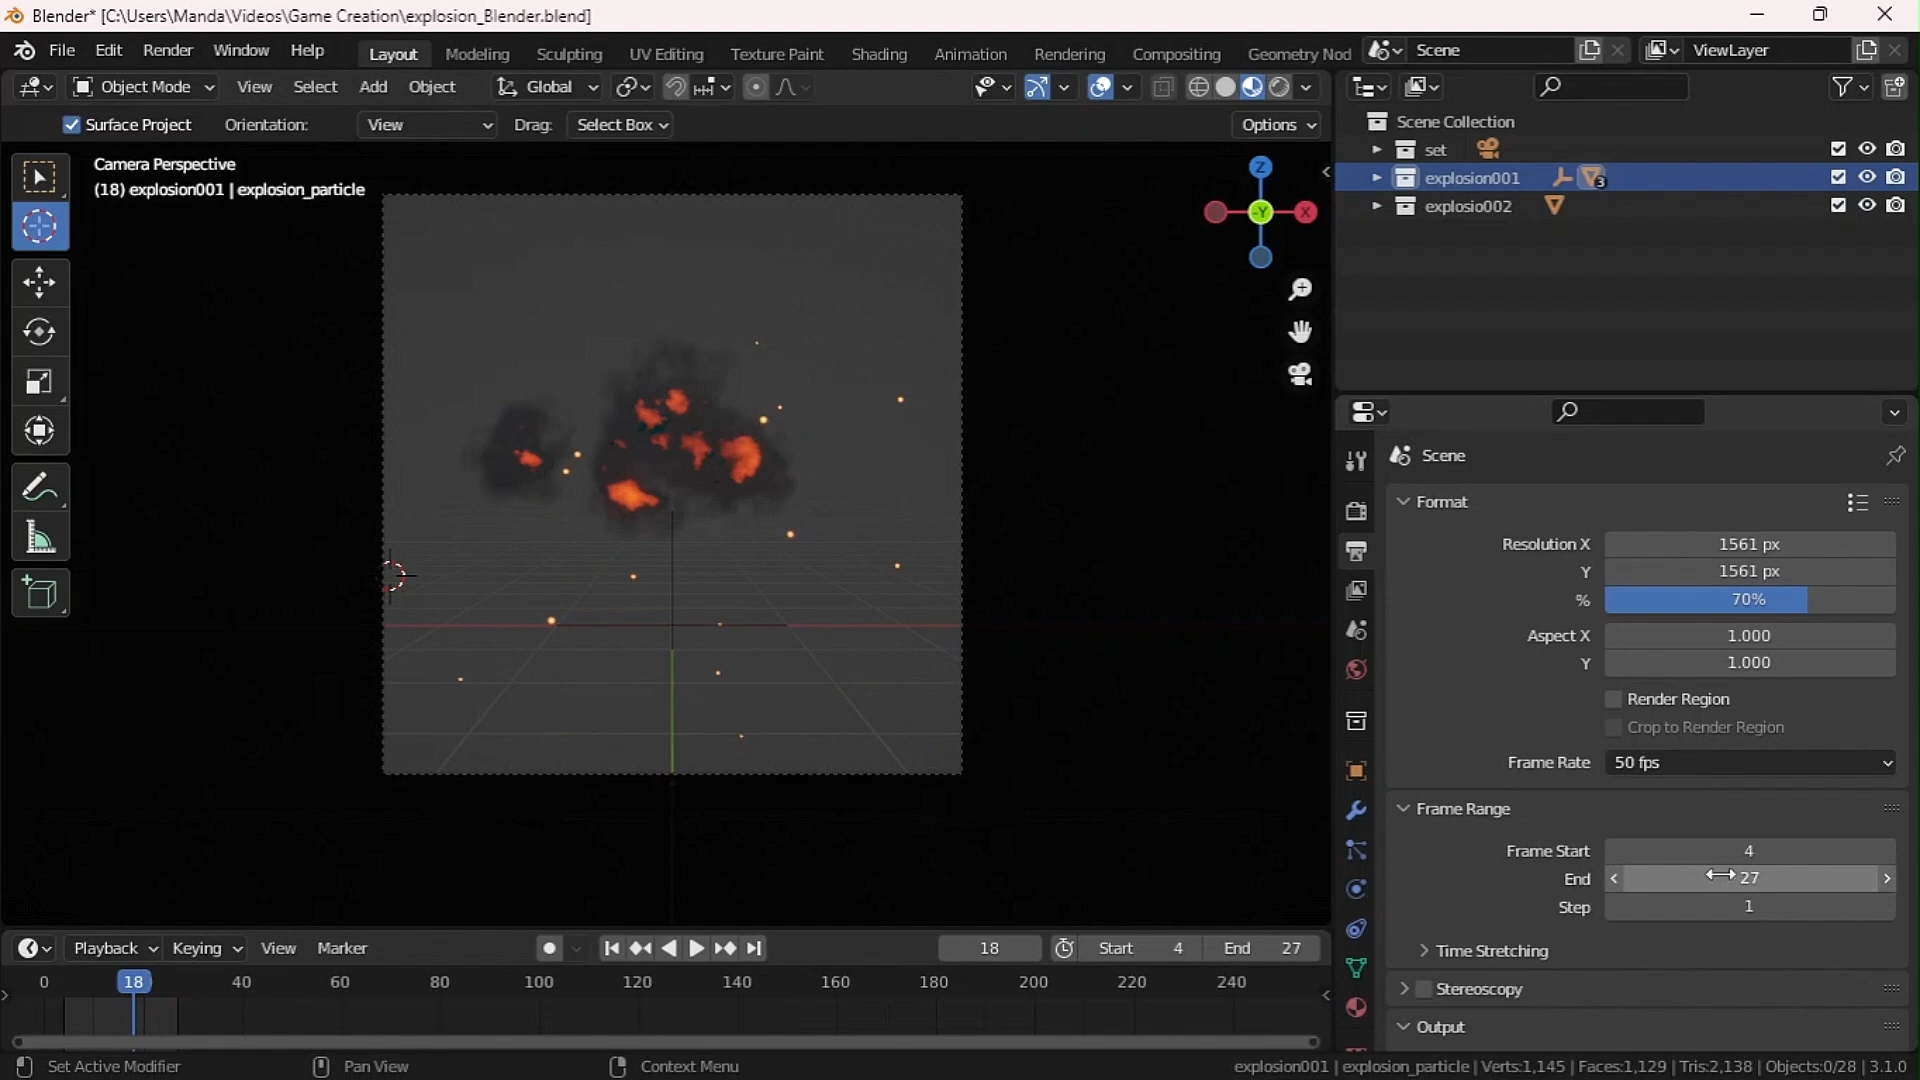 Blender* [C:\Users\Manda\Videos\Game Creation\explosion_Blender.blend]
File Edit Render Window Help Layout Modeling Sculpting UV Editing Texture Paint Shading Animation Rendering Compositing Geometry Nod Scene ViewLayer
Object Mode View Select Add Object Global
Surface Project Orientation: View Drag: Select Box Options
Camera Perspective
(18) explosion001 | explosion_particle
Z
-Y X
Scene Collection
set
explosion001 3
explosio002
Scene
Format
Resolution X 1561 px
Y 1561 px
% 70%
Aspect X 1.000
Y 1.000
Render Region
Crop to Render Region
Frame Rate 50 fps
Frame Range
Frame Start 4
End 27
Step 1
Time Stretching
Stereoscopy
Output
Playback Keying View Marker 18 Start 4 End 27
0 18 40 60 80 100 120 140 160 180 200 220 240
Set Active Modifier Pan View Context Menu explosion001 | explosion_particle | Verts:1,145 | Faces:1,129 | Tris:2,138 | Objects:0/28 | 3.1.0